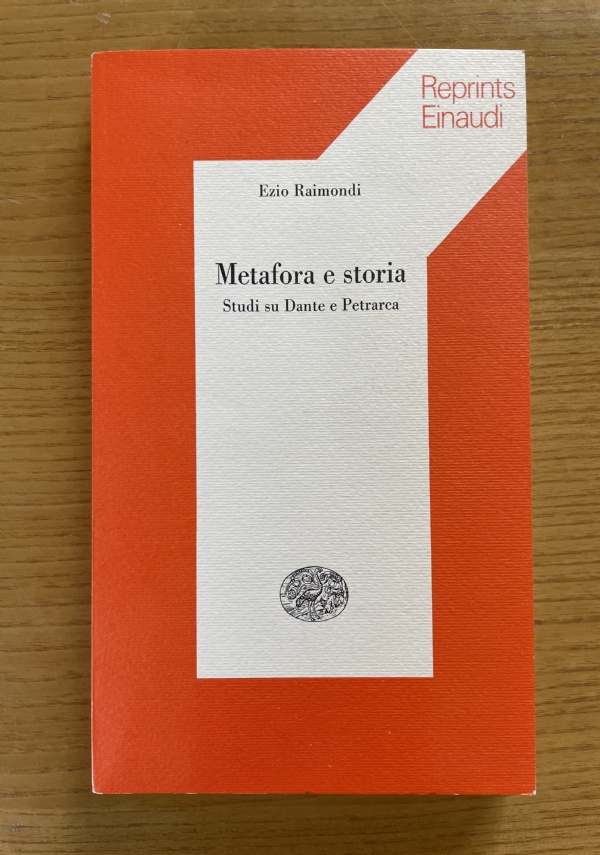 Reprints
Einaudi
Ezio Raimondi
Metafora e storia
Studi su Dante e Petrarca